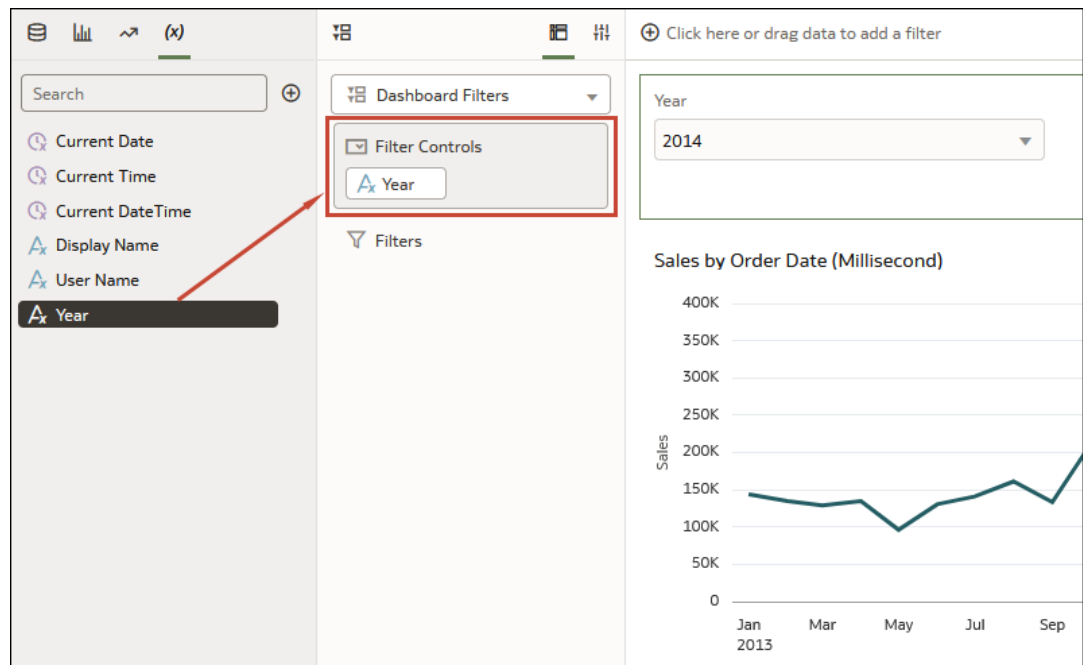 (x)
Click here or drag data to add a filter
Search
Current Date
Current Time
Current DateTime
Display Name
User Name
Year
Dashboard Filters
Filter Controls
Year
Filters
Year
2014
Sales by Order Date (Millisecond)
Sales
400K
350K
300K
250K
200K
150K
100K
50K
0
Jan Mar May Jul Sep
2013